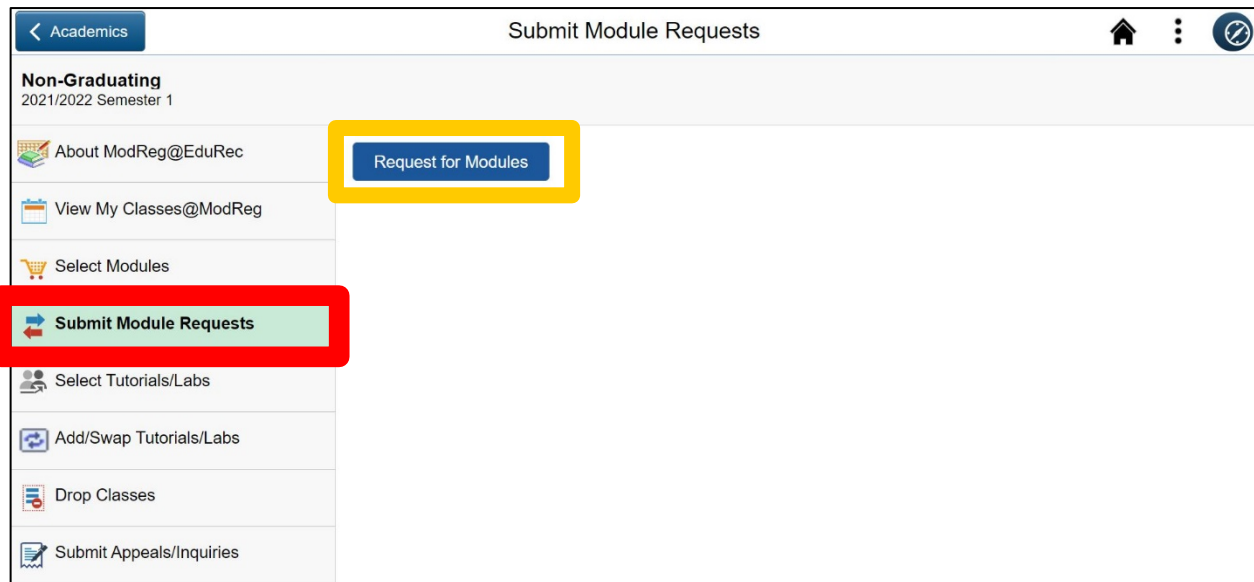 Academics
Submit Module Requests
Non-Graduating
2021/2022 Semester 1
About ModReg@EduRec
Request for Modules
View My Classes@ModReg
Select Modules
Submit Module Requests
Select Tutorials/Labs
Add/Swap Tutorials/Labs
Drop Classes
Submit Appeals/Inquiries